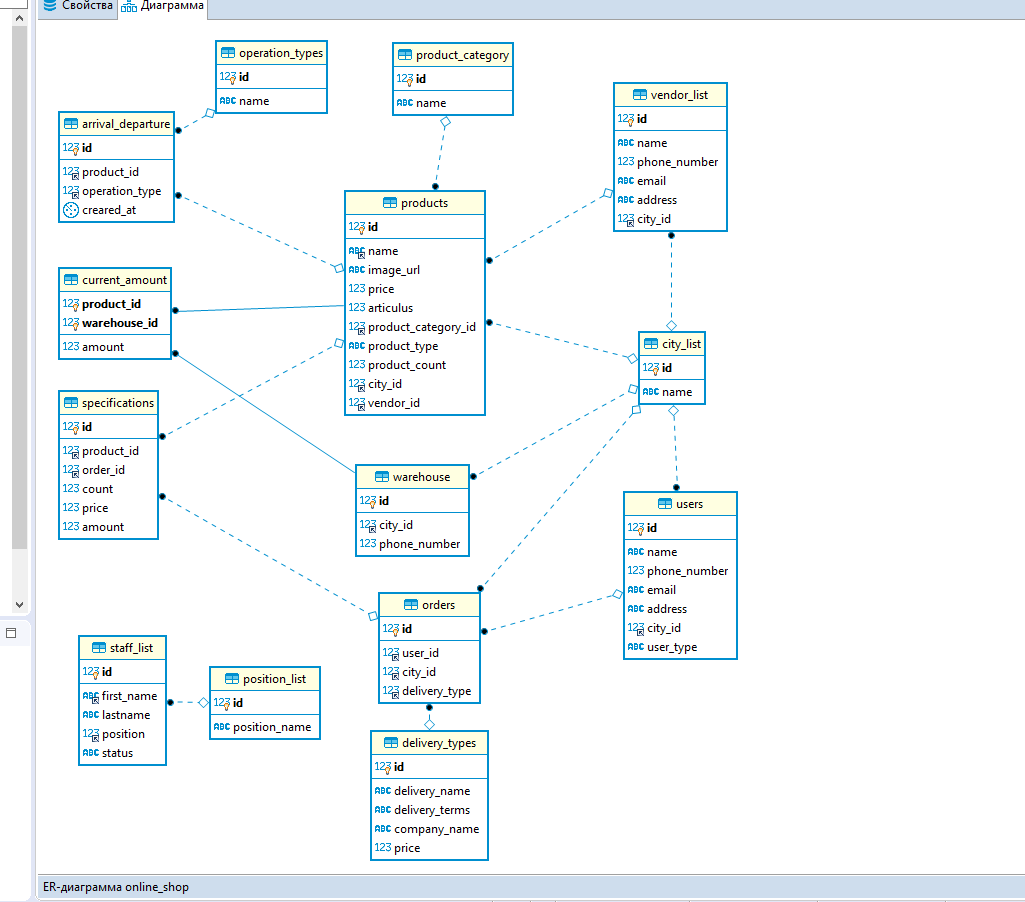 Свойства
Диаграмма
operation_types
123 id
ABC name
product_category
123 id
ABC name
vendor_list
123 id
ABC name
123 phone_number
ABC email
ABC address
123 city_id
arrival_departure
123 id
123 product_id
123 operation_type
creared_at
products
123 id
ABC name
ABC image_url
123 price
123 articulus
123 product_category_id
ABC product_type
123 product_count
123 city_id
123 vendor_id
current_amount
123 product_id
123 warehouse_id
123 amount
city_list
123 id
ABC name
specifications
123 id
123 product_id
123 order_id
123 count
123 price
123 amount
warehouse
123 id
123 city_id
123 phone_number
users
123 id
ABC name
123 phone_number
ABC email
ABC address
123 city_id
ABC user_type
orders
123 id
123 user_id
123 city_id
123 delivery_type
staff_list
123 id
ABC first_name
ABC lastname
123 position
ABC status
position_list
123 id
ABC position_name
delivery_types
123 id
ABC delivery_name
ABC delivery_terms
ABC company_name
123 price
ER-диаграмма online_shop